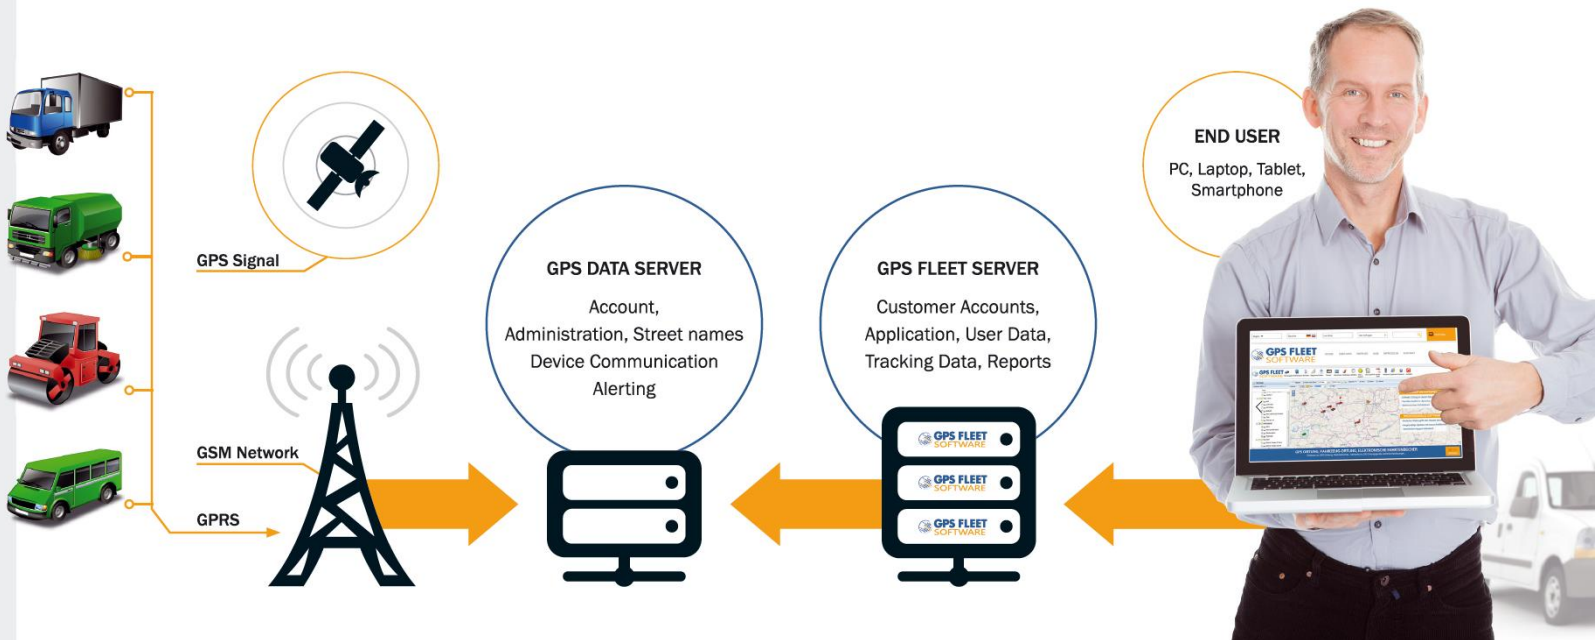 GPS Signal
GSM Network
GPRS
GPS DATA SERVER
Account,
Administration, Street names
Device Communication
Alerting
GPS FLEET SERVER
Customer Accounts,
Application, User Data,
Tracking Data, Reports
GPS FLEET
SOFTWARE
GPS FLEET
SOFTWARE
GPS FLEET
SOFTWARE
END USER
PC, Laptop, Tablet,
Smartphone
GPS FLEET
SOFTWARE
GPS FLEET